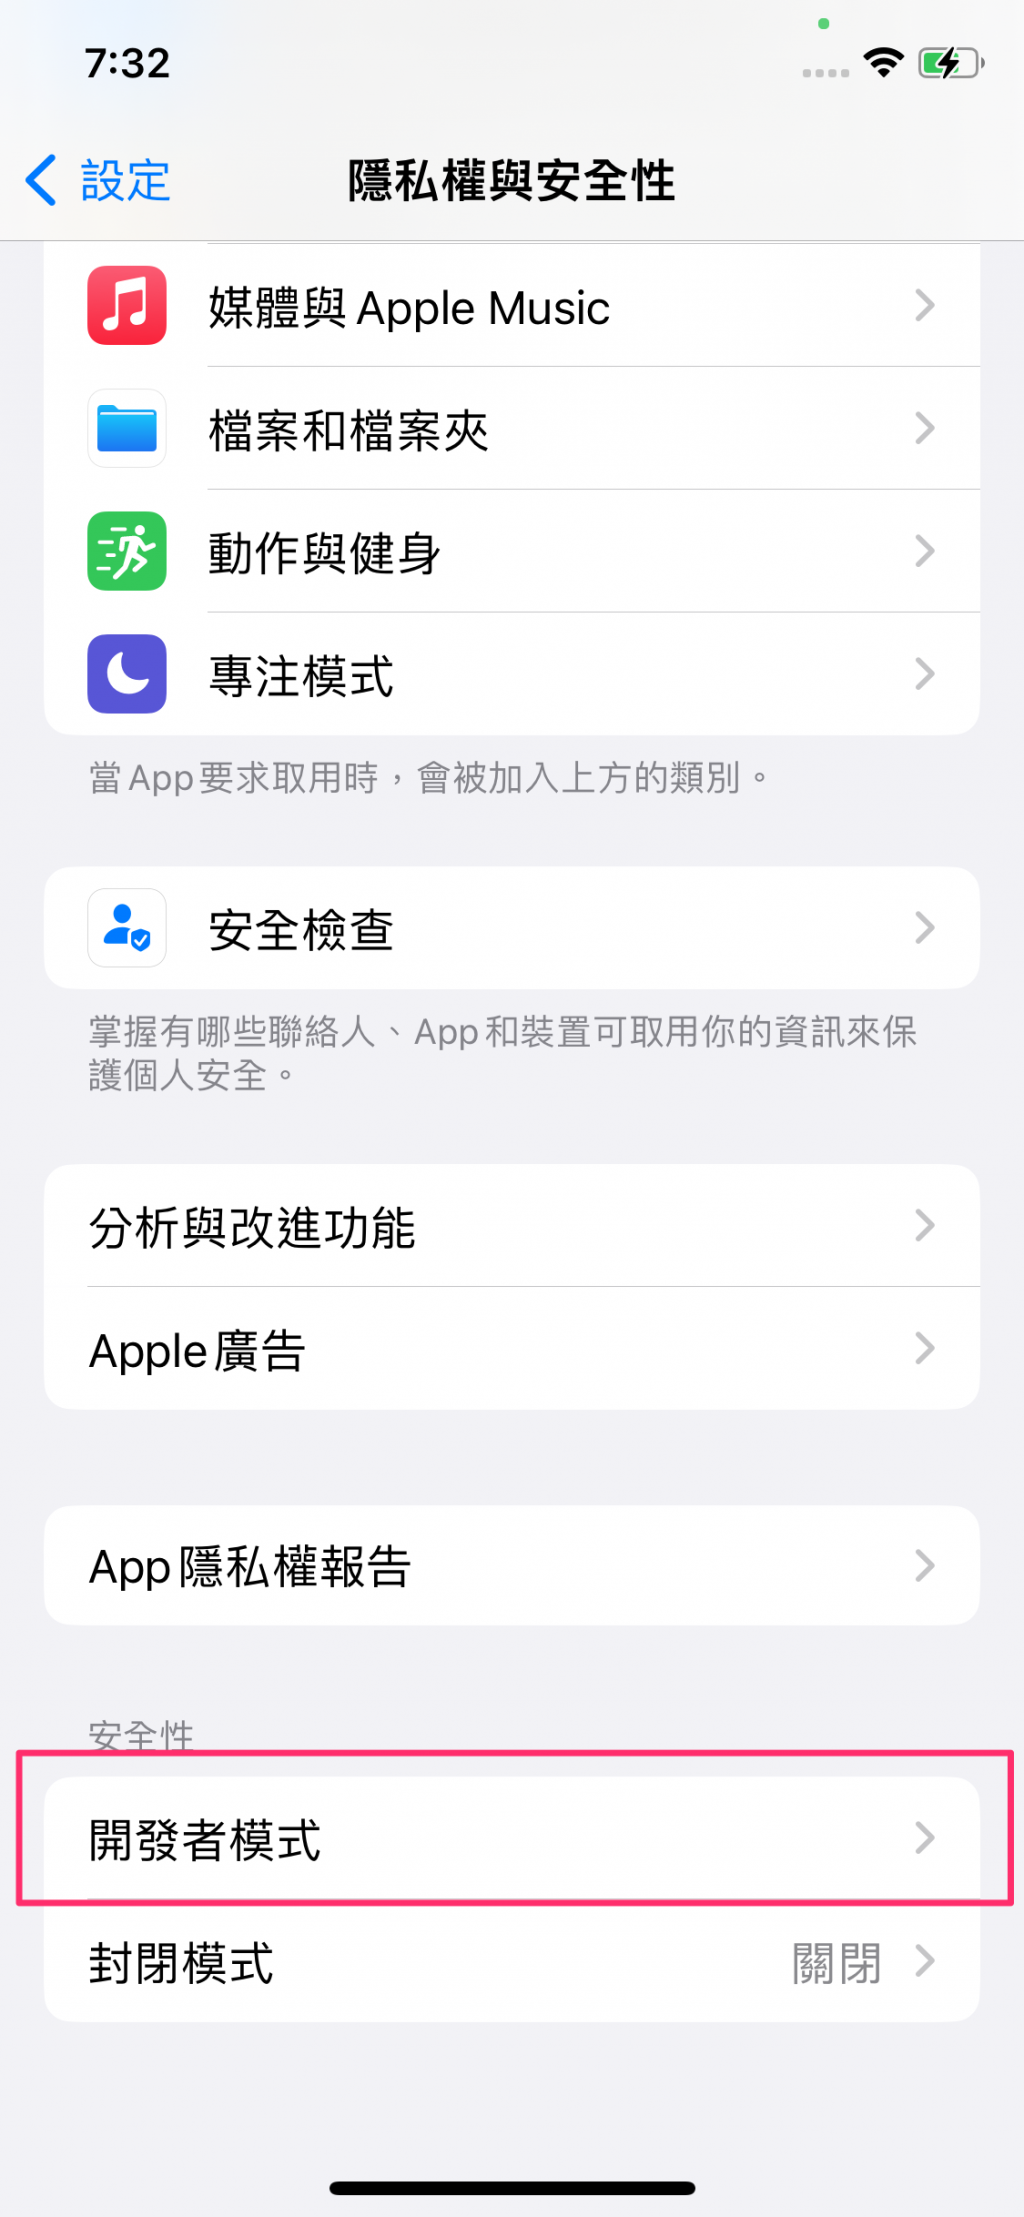 7:32
設定
隱私權與安全性
媒體與 Apple Music
檔案和檔案夾
動作與健身
專注模式
當 App 要求取用時，會被加入上方的類別。
安全檢查
掌握有哪些聯絡人、App 和裝置可取用你的資訊來保
護個人安全。
分析與改進功能
Apple 廣告
App 隱私權報告
安全性
開發者模式
封閉模式
關閉